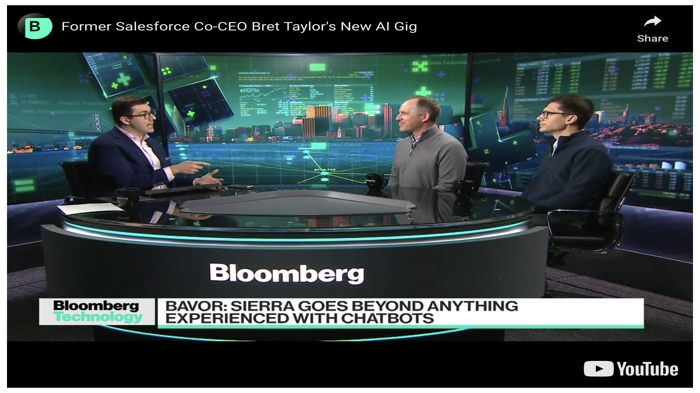 B
Former Salesforce Co-CEO Bret Taylor's New AI Gig
Share
Bloomberg
Bloomberg
Technology
BAVOR: SIERRA GOES BEYOND ANYTHING
EXPERIENCED WITH CHATBOTS
YouTube